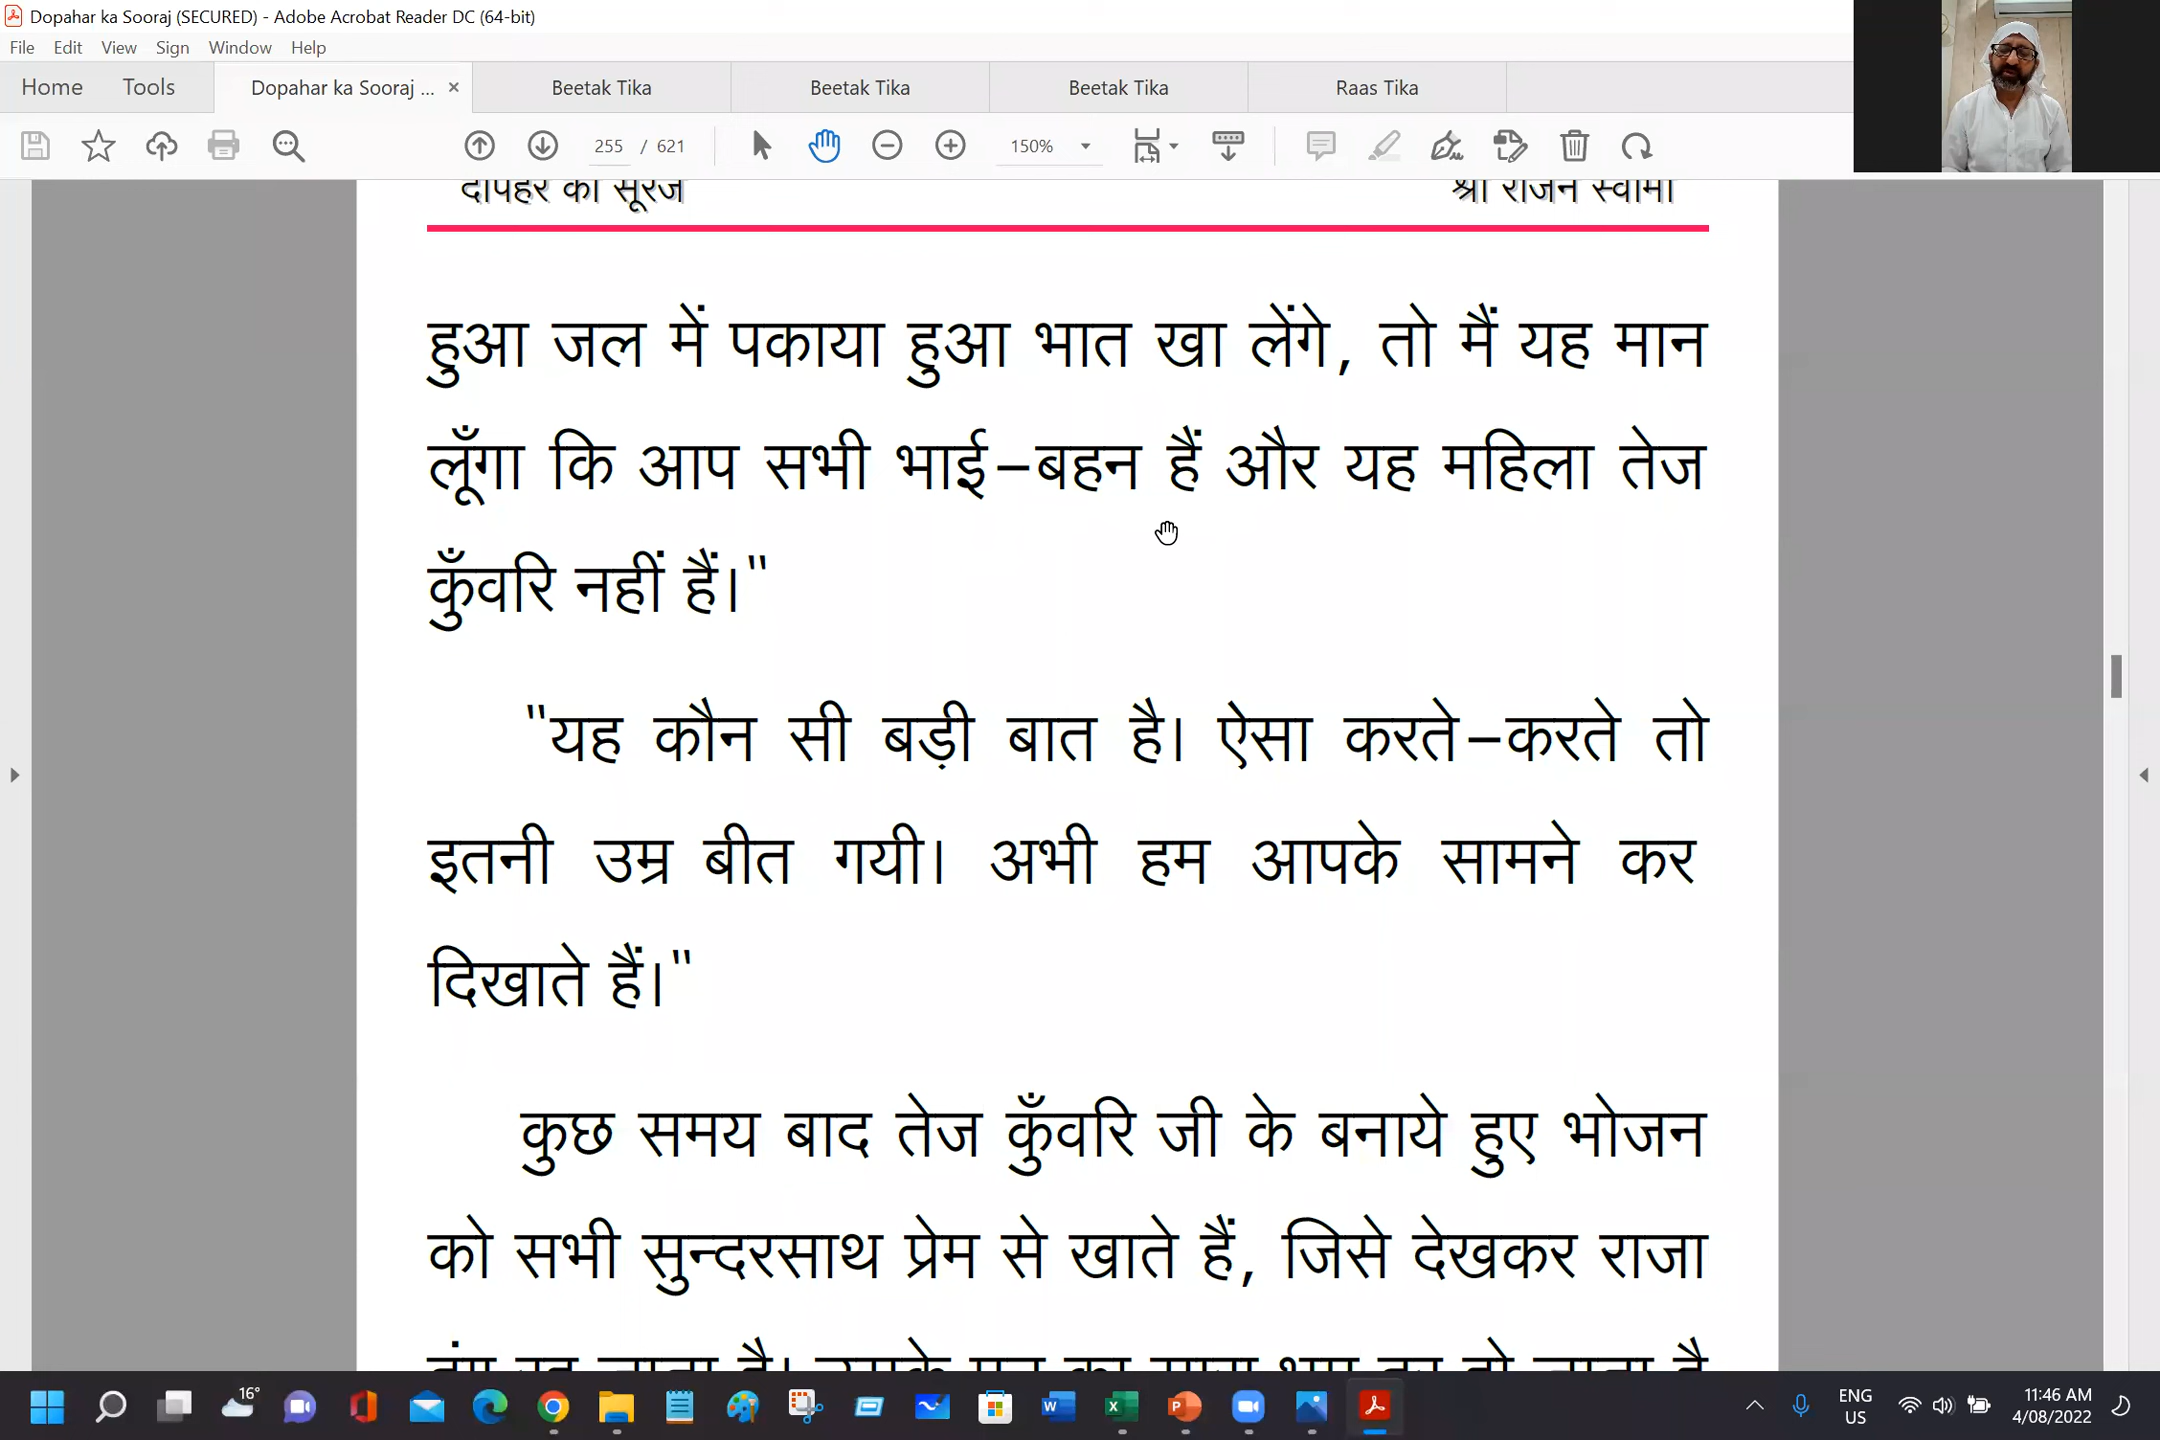 Dopahar ka Sooraj (SECURED) - Adobe Acrobat Reader DC (64-bit)
File Edit View Sign Window Help
Home Tools Dopahar ka Sooraj ... × Beetak Tika Beetak Tika Beetak Tika Raas Tika
255 / 621 150%
दोपहर का सूरज श्री राजन स्वामी
हुआ जल में पकाया हुआ भात खा लेंगे, तो मैं यह मान
लूँगा कि आप सभी भाई-बहन हैं और यह महिला तेज
कुँवरि नहीं हैं।"
"यह कौन सी बड़ी बात है। ऐसा करते-करते तो
इतनी उम्र बीत गयी। अभी हम आपके सामने कर
दिखाते हैं।"
कुछ समय बाद तेज कुँवरि जी के बनाये हुए भोजन
को सभी सुन्दरसाथ प्रेम से खाते हैं, जिसे देखकर राजा
16°
ENG
US
11:46 AM
4/08/2022